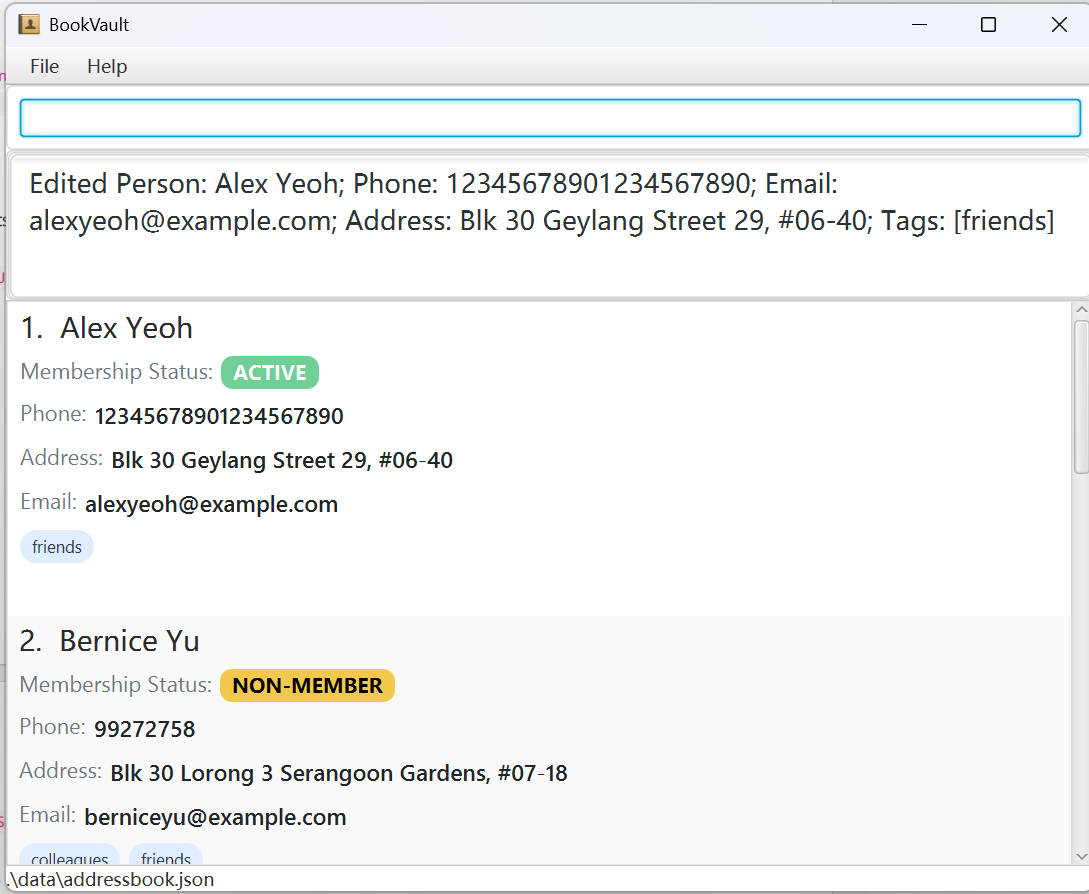 BookVault
File Help
Edited Person: Alex Yeoh; Phone: 12345678901234567890; Email:
alexyeoh@example.com; Address: Blk 30 Geylang Street 29, #06-40; Tags: [friends]
1. Alex Yeoh
Membership Status: ACTIVE
Phone: 12345678901234567890
Address: Blk 30 Geylang Street 29, #06-40
Email: alexyeoh@example.com
friends
2. Bernice Yu
Membership Status: NON-MEMBER
Phone: 99272758
Address: Blk 30 Lorong 3 Serangoon Gardens, #07-18
Email: berniceyu@example.com
colleagues friends
.\data\addressbook.json